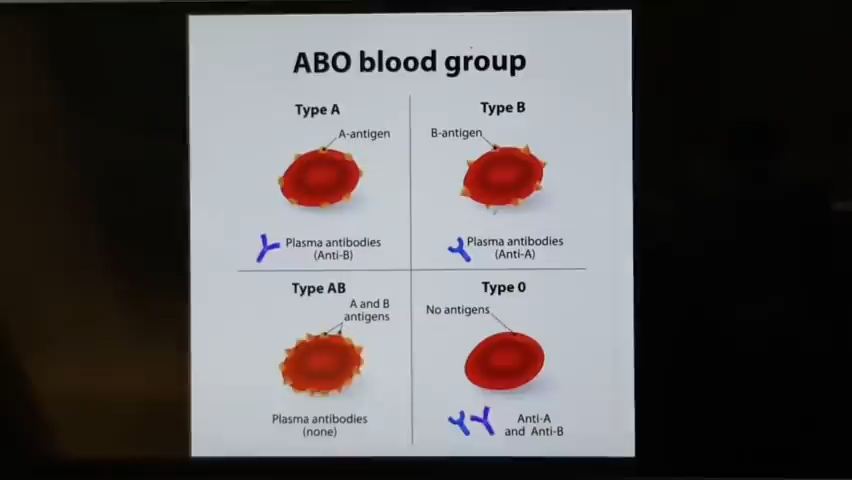 ABO blood group
Type A
A-antigen
Plasma antibodies
(Anti-B)
Type B
B-antigen
Plasma antibodies
(Anti-A)
Type AB
A and B
antigens
Plasma antibodies
(none)
Type 0
No antigens
Anti-A
and Anti-B